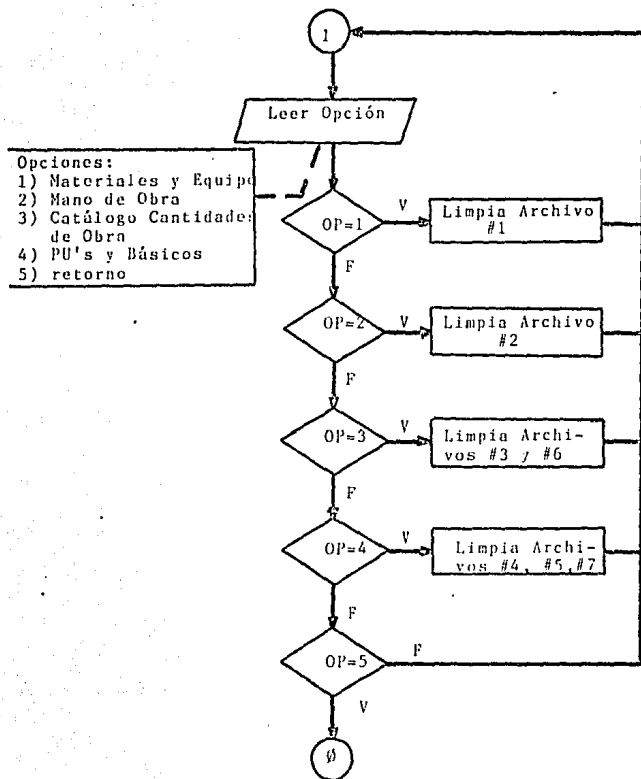 1
Leer Opción
Opciones:
1) Materiales y Equipo
2) Mano de Obra
3) Catálogo Cantidades
de Obra
4) PU's y Básicos
5) retorno
OP=1
V
Limpia Archivo
#1
F
OP=2
V
Limpia Archivo
#2
F
OP=3
V
Limpia Archi-
vos #3 y #6
F
OP=4
V
Limpia Archi-
vos #4, #5,#7
F
OP=5
F
V
Ø